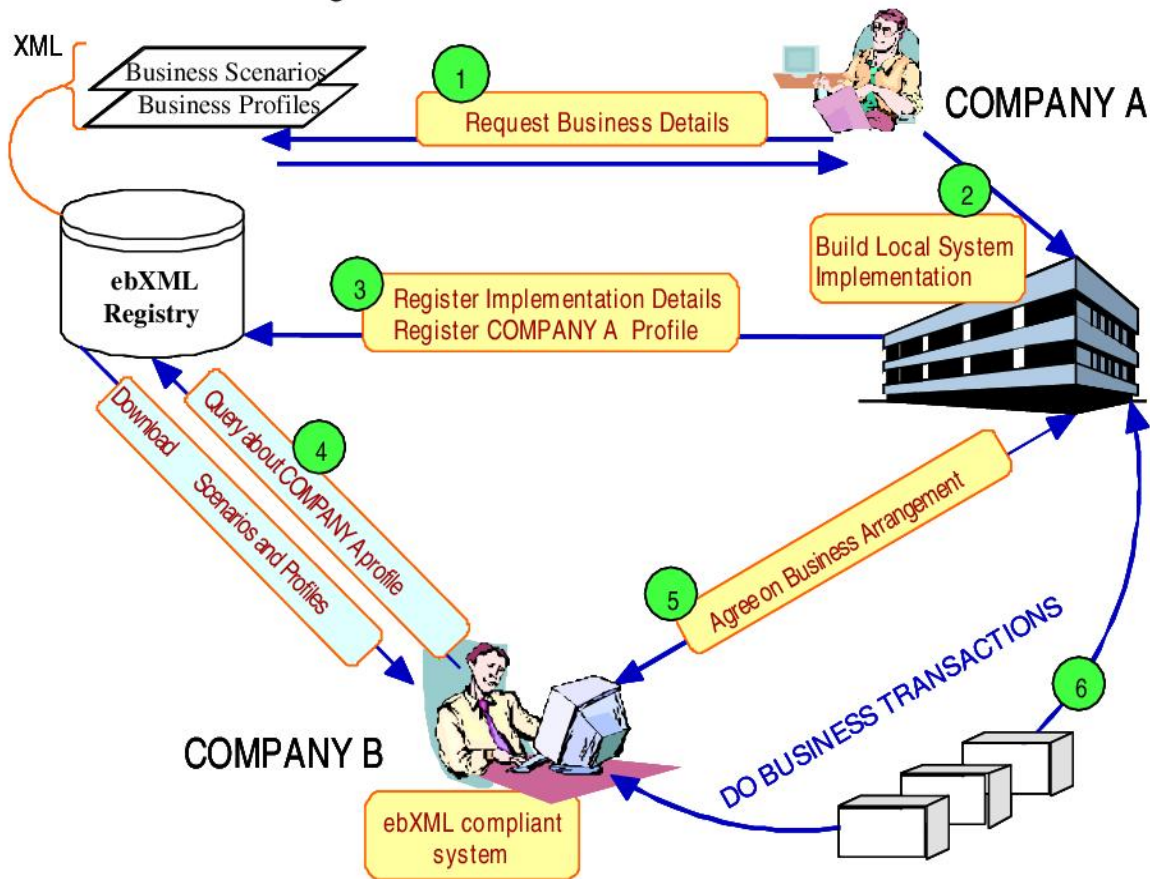 XML
Business Scenarios
Business Profiles
1
Request Business Details
COMPANY A
2
Build Local System
Implementation
ebXML
Registry
3
Register Implementation Details
Register COMPANY A Profile
4
Query about COMPANY A profile
Download Scenarios and Profiles
5
Agree on Business Arrangement
6
DO BUSINESS TRANSACTIONS
COMPANY B
ebXML compliant
system